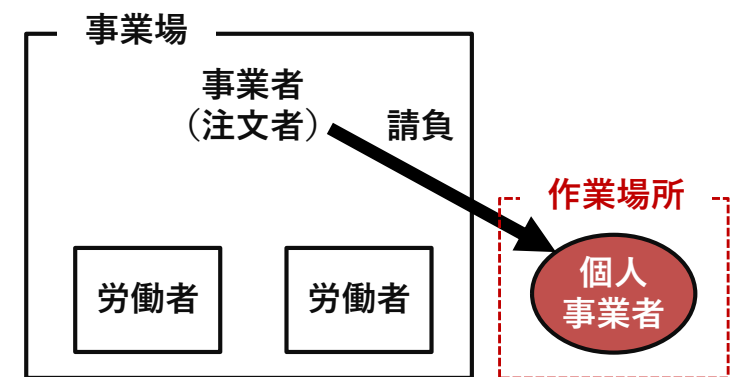 事業場
事業者
（注文者）
請負
作業場所
個人
事業者
労働者
労働者